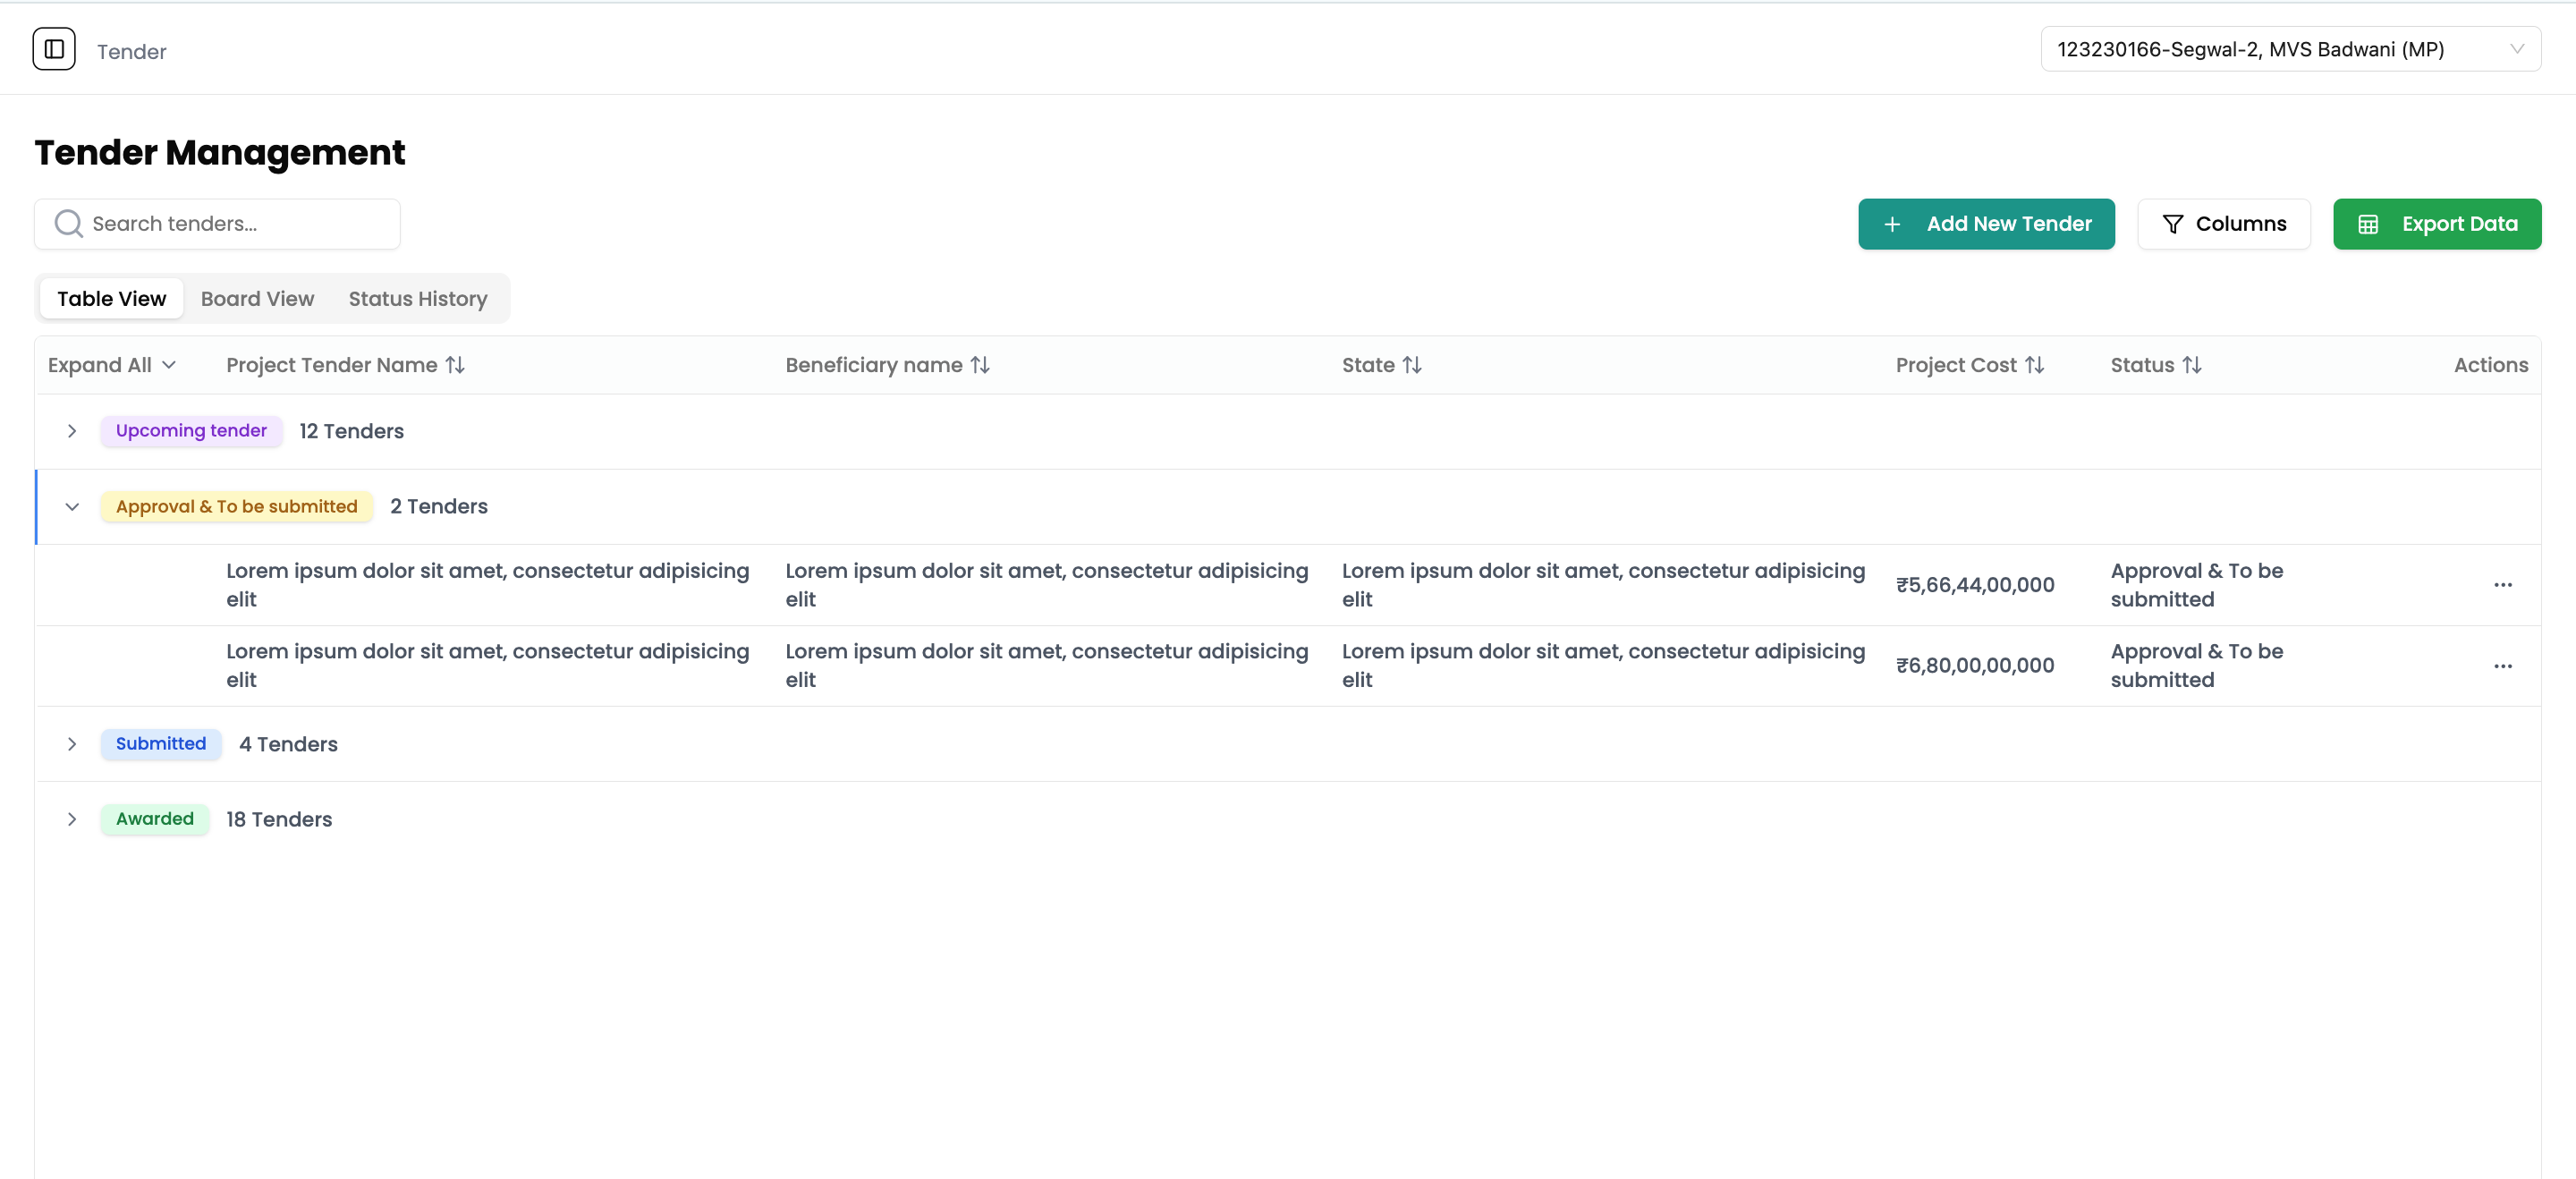 Tender
123230166-Segwal-2, MVS Badwani (MP)
Tender Management
Search tenders...
Add New Tender
Columns
Export Data
Table View
Board View
Status History
Expand All
Project Tender Name
Beneficiary name
State
Project Cost
Status
Actions
Upcoming tender
12 Tenders
Approval & To be submitted
2 Tenders
Lorem ipsum dolor sit amet, consectetur adipisicing
elit
Lorem ipsum dolor sit amet, consectetur adipisicing
elit
Lorem ipsum dolor sit amet, consectetur adipisicing
elit
₹5,66,44,00,000
Approval & To be
submitted
Lorem ipsum dolor sit amet, consectetur adipisicing
elit
Lorem ipsum dolor sit amet, consectetur adipisicing
elit
Lorem ipsum dolor sit amet, consectetur adipisicing
elit
₹6,80,00,00,000
Approval & To be
submitted
Submitted
4 Tenders
Awarded
18 Tenders